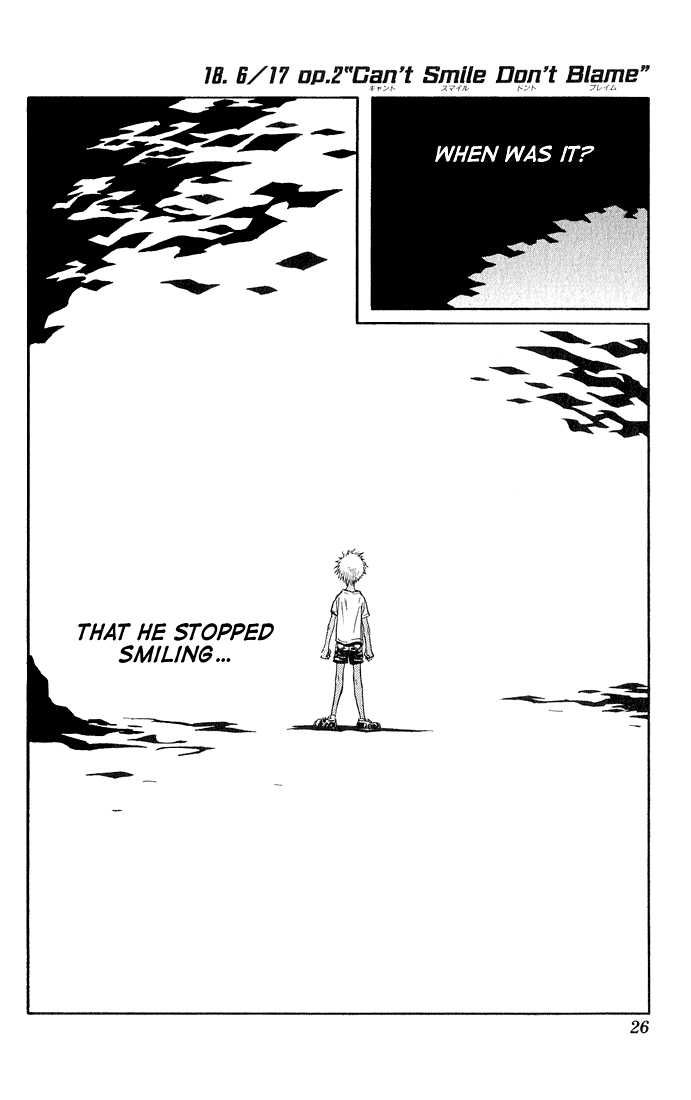 18. 6/17 op.2"Can't Smile Don't Blame"
キャント スマイル ドント ブレイム
WHEN WAS IT?
THAT HE STOPPED
SMILING...
26